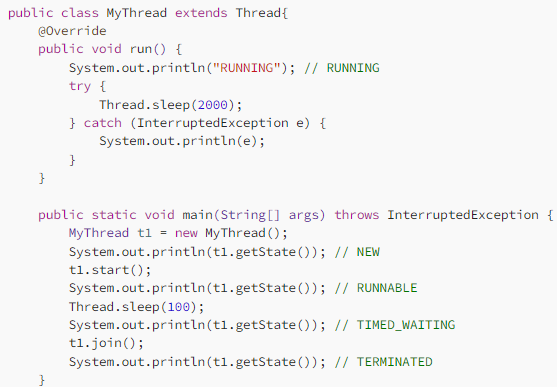 public class MyThread extends Thread{
    @Override
    public void run() {
        System.out.println("RUNNING"); // RUNNING
        try {
            Thread.sleep(2000);
        } catch (InterruptedException e) {
            System.out.println(e);
        }
    }

    public static void main(String[] args) throws InterruptedException {
        MyThread t1 = new MyThread();
        System.out.println(t1.getState()); // NEW
        t1.start();
        System.out.println(t1.getState()); // RUNNABLE
        Thread.sleep(100);
        System.out.println(t1.getState()); // TIMED_WAITING
        t1.join();
        System.out.println(t1.getState()); // TERMINATED
    }